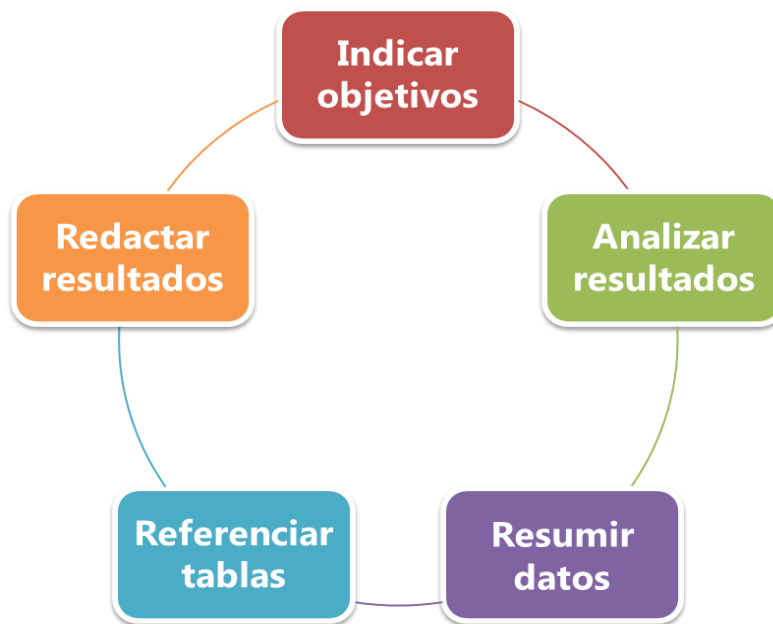 Indicar
objetivos
Analizar
resultados
Resumir
datos
Referenciar
tablas
Redactar
resultados